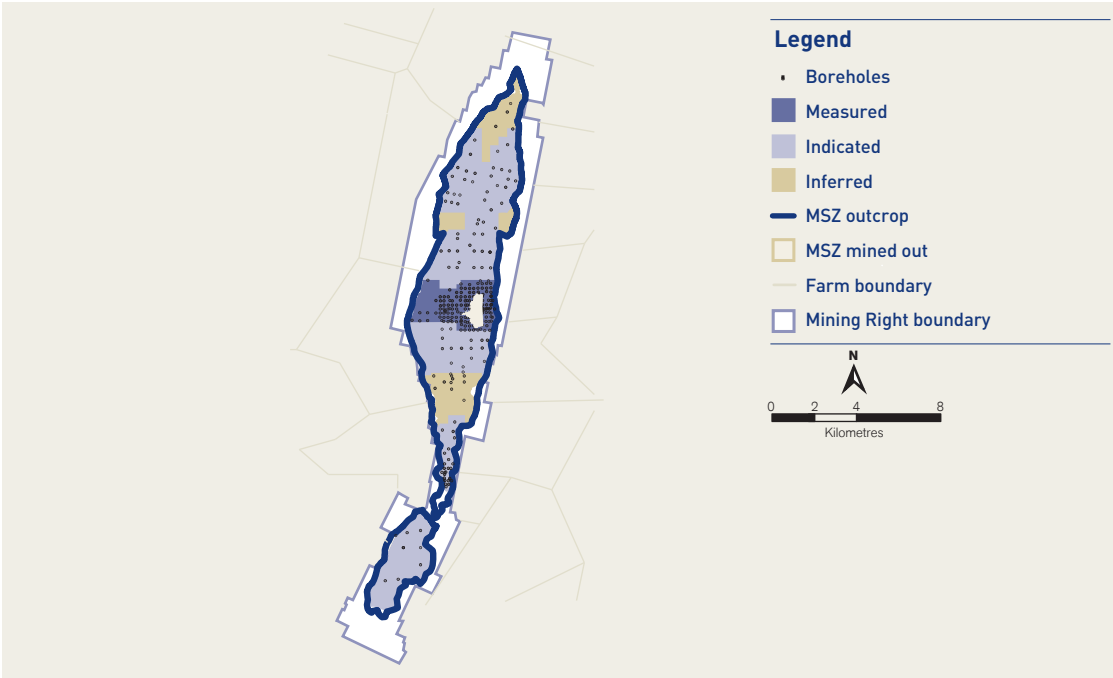 Legend
Boreholes
Measured
Indicated
Inferred
MSZ outcrop
MSZ mined out
Farm boundary
Mining Right boundary
N
0 2 4 8
Kilometres